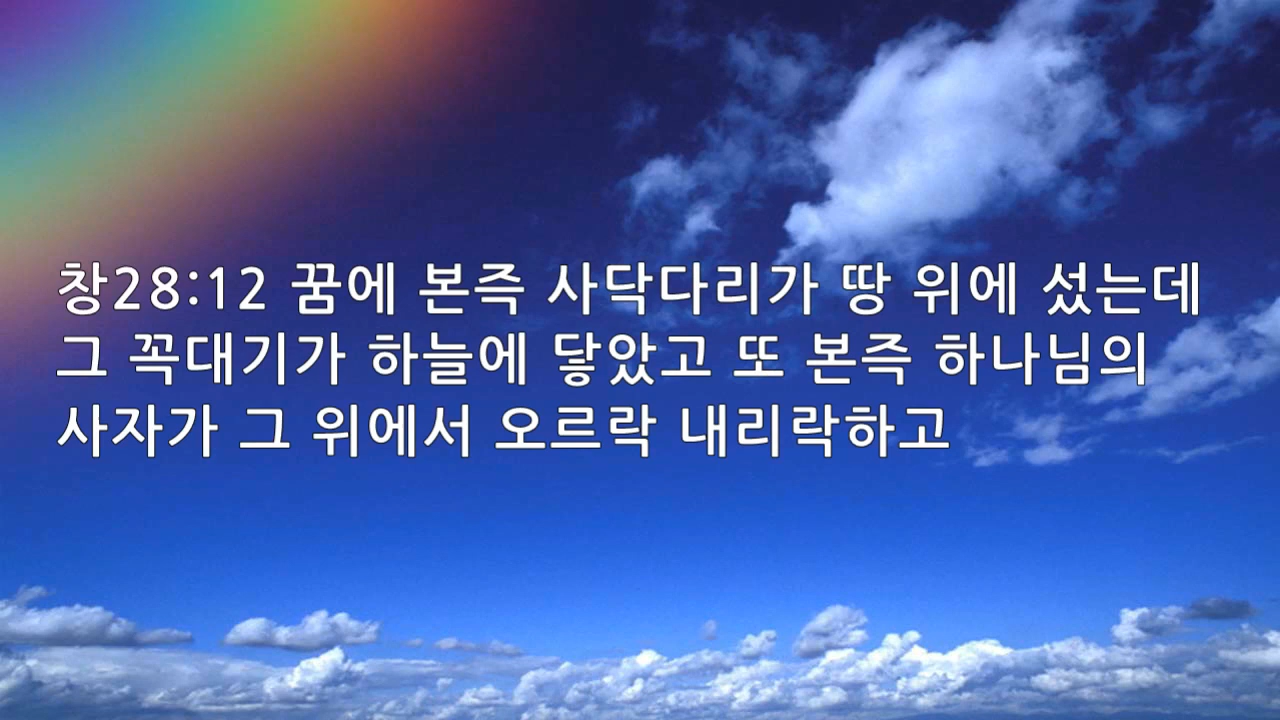 창28:12 꿈에 본즉 사닥다리가 땅 위에 섰는데
그 꼭대기가 하늘에 닿았고 또 본즉 하나님의
사자가 그 위에서 오르락 내리락하고